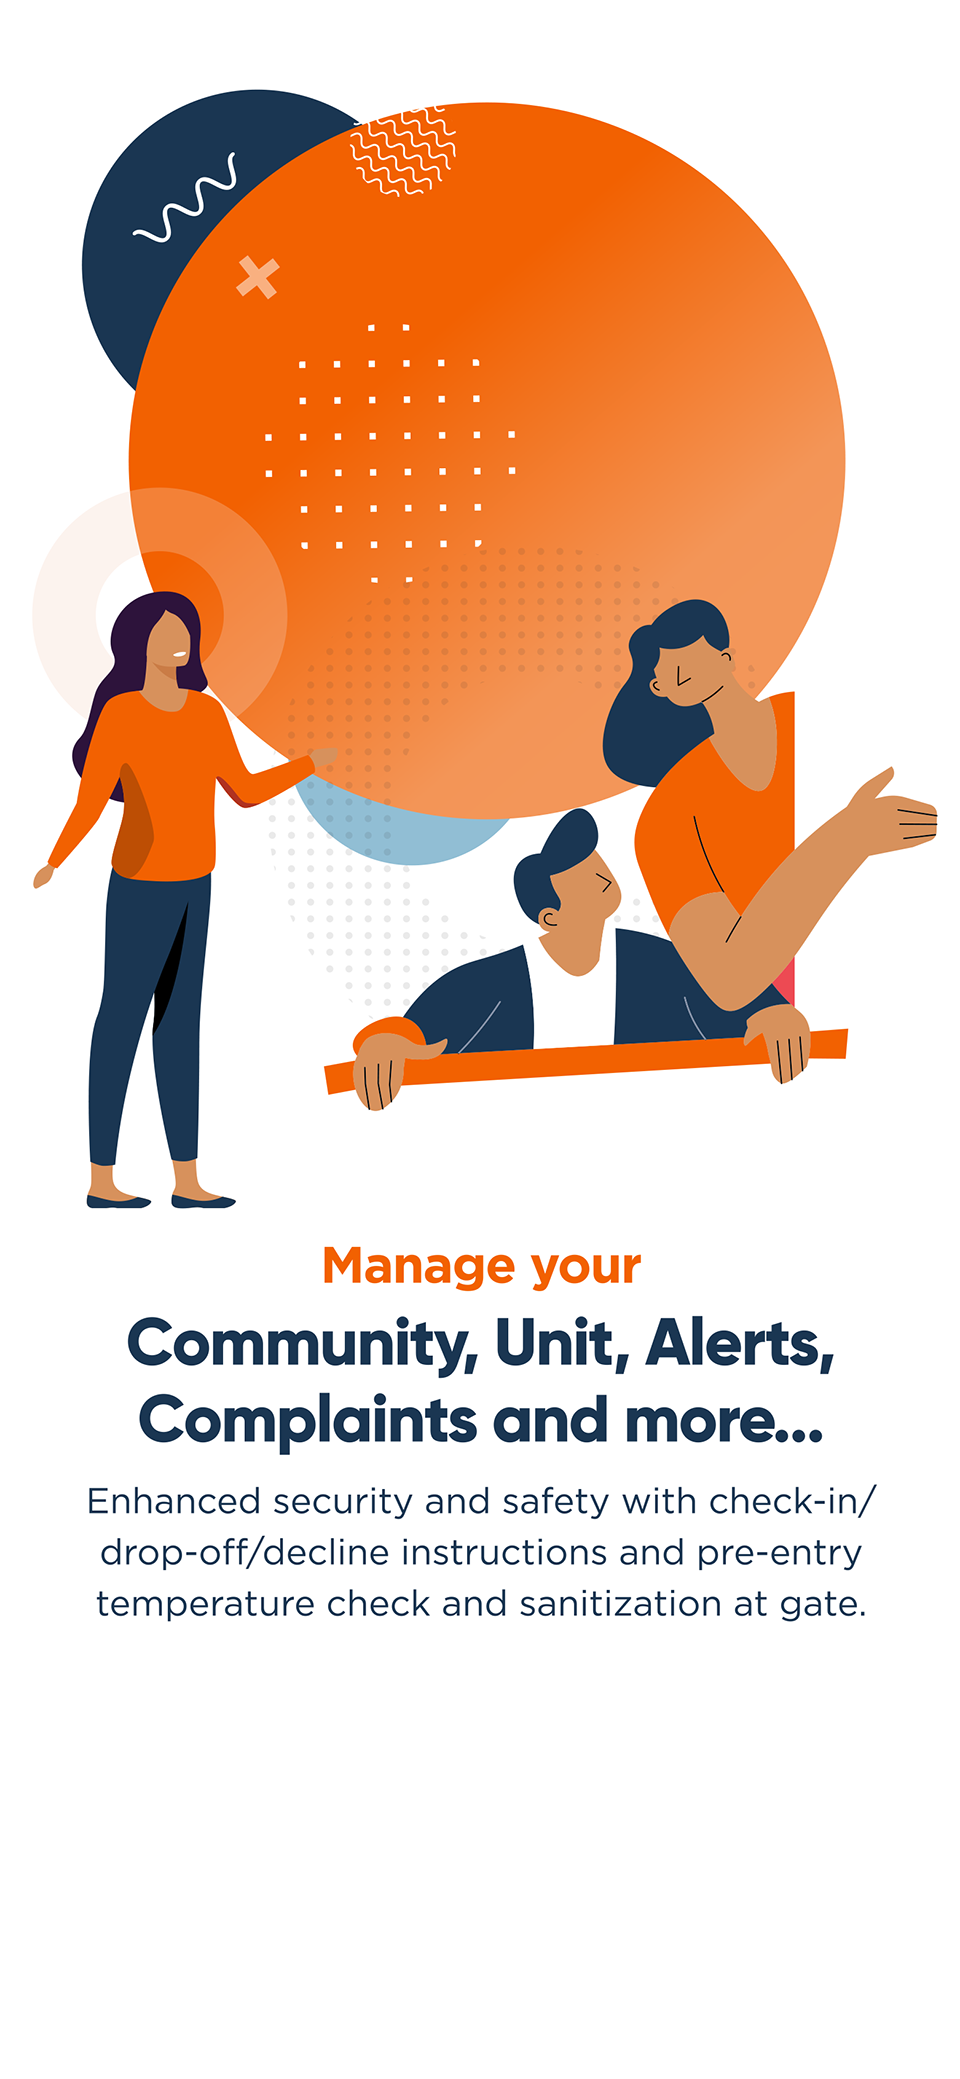 Manage your
Community, Unit, Alerts,
Complaints and more...
Enhanced security and safety with check-in/
drop-off/decline instructions and pre-entry
temperature check and sanitization at gate.